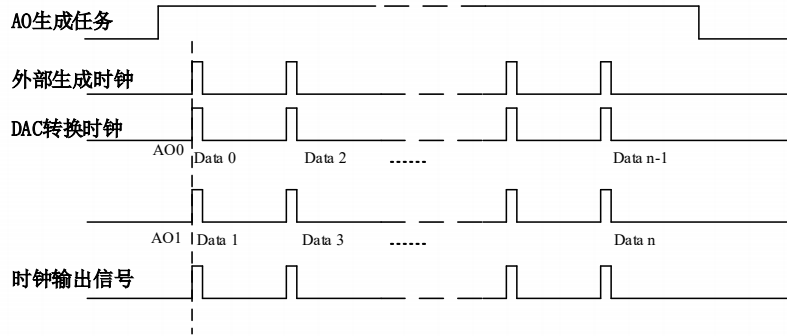 AO生成任务
外部生成时钟
DAC转换时钟
AO0 Data 0 Data 2 ...... Data n-1
AO1 Data 1 Data 3 ...... Data n
时钟输出信号